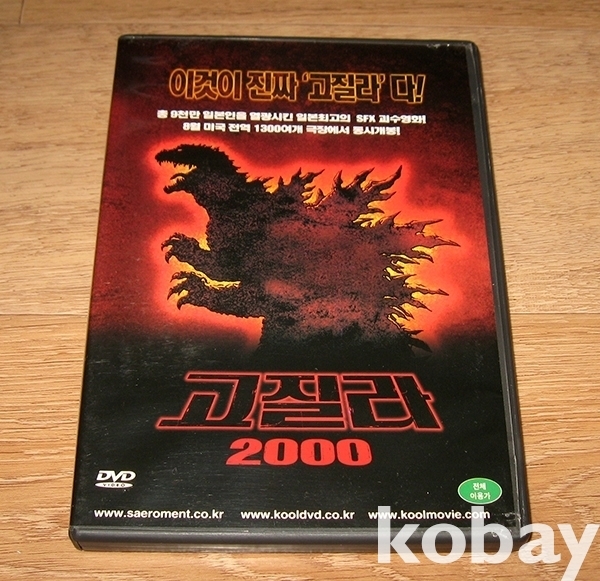 이것이 진짜 '고질라' 다!
총 9천만 일본인을 열광시킨 일본최고의 SFX 괴수영화!
8월 미국 전역 1300여개 극장에서 동시개봉!
고질라
2000
DVD
VIDEO
전체
이용가
www.saeroment.co.kr www.kooldvd.co.kr www.koolmovie.com
kobay